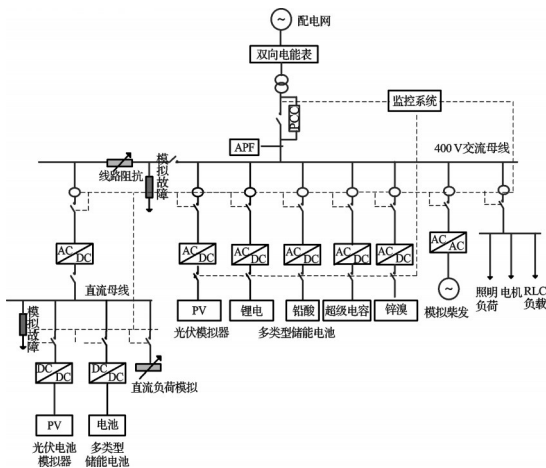 配电网
双向电能表
PCC
监控系统
APF
400 V交流母线
线路阻抗
模拟故障
AC
DC
AC
DC
AC
DC
AC
DC
AC
DC
AC
DC
AC
AC
直流母线
PV
锂电
铅酸
超级电容
锌溴
光伏模拟器
多类型储能电池
模拟柴发
照明
负荷
电机
RLC
负载
模拟故障
DC
DC
DC
DC
直流负荷模拟
PV
电池
光伏电池
模拟器
多类型
储能电池